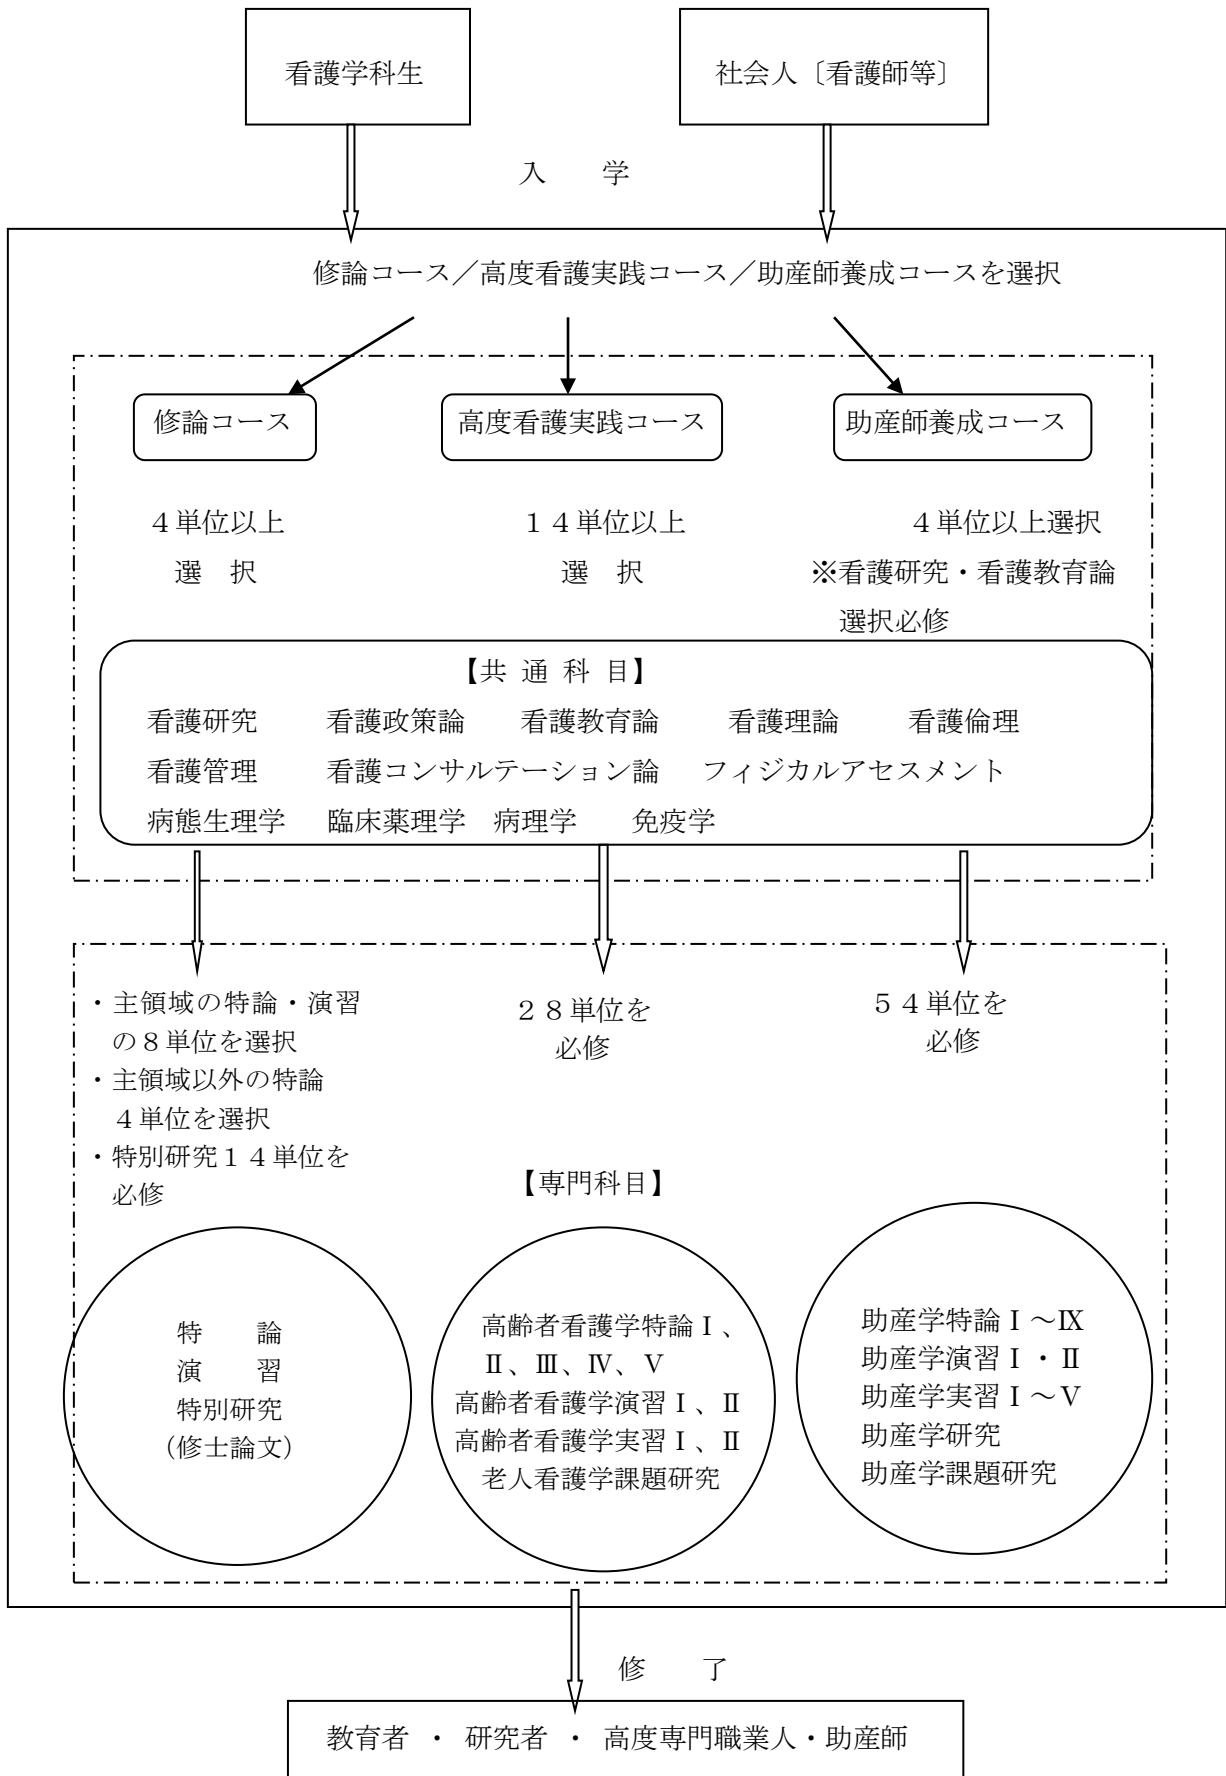 看護学科生
社会人〔看護師等〕
入　学
修論コース／高度看護実践コース／助産師養成コースを選択
修論コース
高度看護実践コース
助産師養成コース
４単位以上
選　択
１４単位以上
選　択
４単位以上選択
※看護研究・看護教育論
選択必修
【共 通 科 目】
看護研究　看護政策論　看護教育論　看護理論　看護倫理
看護管理　看護コンサルテーション論　フィジカルアセスメント
病態生理学　臨床薬理学　病理学　免疫学
・主領域の特論・演習
の８単位を選択
・主領域以外の特論
４単位を選択
・特別研究１４単位を
必修
２８単位を
必修
５４単位を
必修
【専門科目】
特　論
演　習
特別研究
（修士論文）
高齢者看護学特論Ⅰ、
Ⅱ、Ⅲ、Ⅳ、Ⅴ
高齢者看護学演習Ⅰ、Ⅱ
高齢者看護学実習Ⅰ、Ⅱ
老人看護学課題研究
助産学特論Ⅰ～Ⅸ
助産学演習Ⅰ・Ⅱ
助産学実習Ⅰ～Ⅴ
助産学研究
助産学課題研究
修　了
教育者 ・ 研究者 ・ 高度専門職業人・助産師